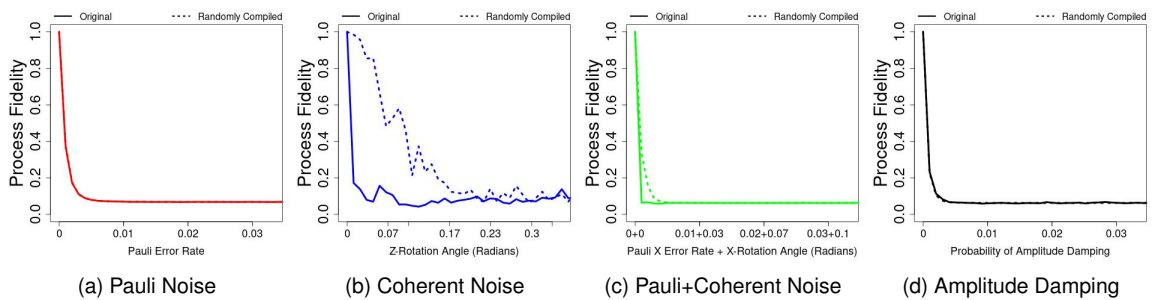 Original Randomly Compiled
Process Fidelity
0.0 0.2 0.4 0.6 0.8 1.0
0 0.01 0.02 0.03
Pauli Error Rate
(a) Pauli Noise
Original Randomly Compiled
Process Fidelity
0.0 0.2 0.4 0.6 0.8 1.0
0 0.07 0.17 0.23 0.3
Z-Rotation Angle (Radians)
(b) Coherent Noise
Original Randomly Compiled
Process Fidelity
0.0 0.2 0.4 0.6 0.8 1.0
0+0 0.01+0.03 0.02+0.07 0.03+0.1
Pauli X Error Rate + X-Rotation Angle (Radians)
(c) Pauli+Coherent Noise
Original Randomly Compiled
Process Fidelity
0.0 0.2 0.4 0.6 0.8 1.0
0 0.01 0.02 0.03
Probability of Amplitude Damping
(d) Amplitude Damping